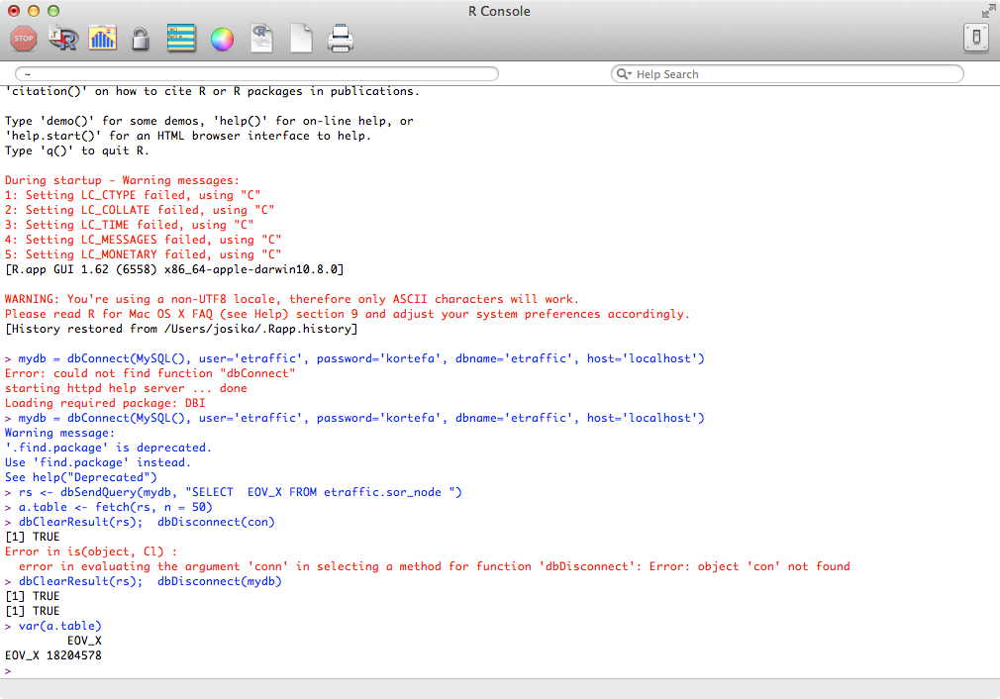 R Console
STOP
R
R
~
Help Search
'citation()' on how to cite R or R packages in publications.
Type 'demo()' for some demos, 'help()' for on-line help, or
'help.start()' for an HTML browser interface to help.
Type 'q()' to quit R.
During startup - Warning messages:
1: Setting LC_CTYPE failed, using "C"
2: Setting LC_COLLATE failed, using "C"
3: Setting LC_TIME failed, using "C"
4: Setting LC_MESSAGES failed, using "C"
5: Setting LC_MONETARY failed, using "C"
[R.app GUI 1.62 (6558) x86_64-apple-darwin10.8.0]
WARNING: You're using a non-UTF8 locale, therefore only ASCII characters will work.
Please read R for Mac OS X FAQ (see Help) section 9 and adjust your system preferences accordingly.
[History restored from /Users/josika/.Rapp.history]
> mydb = dbConnect(MySQL(), user='etraffic', password='kortefa', dbname='etraffic', host='localhost')
Error: could not find function "dbConnect"
starting httpd help server ... done
Loading required package: DBI
> mydb = dbConnect(MySQL(), user='etraffic', password='kortefa', dbname='etraffic', host='localhost')
Warning message:
'.find.package' is deprecated.
Use 'find.package' instead.
See help("Deprecated")
> rs <- dbSendQuery(mydb, "SELECT  EOV_X FROM etraffic.sor_node ")
> a.table <- fetch(rs, n = 50)
> dbClearResult(rs);  dbDisconnect(con)
[1] TRUE
Error in is(object, Cl) :
  error in evaluating the argument 'conn' in selecting a method for function 'dbDisconnect': Error: object 'con' not found
> dbClearResult(rs);  dbDisconnect(mydb)
[1] TRUE
[1] TRUE
> var(a.table)
         EOV_X
EOV_X 18204578
>